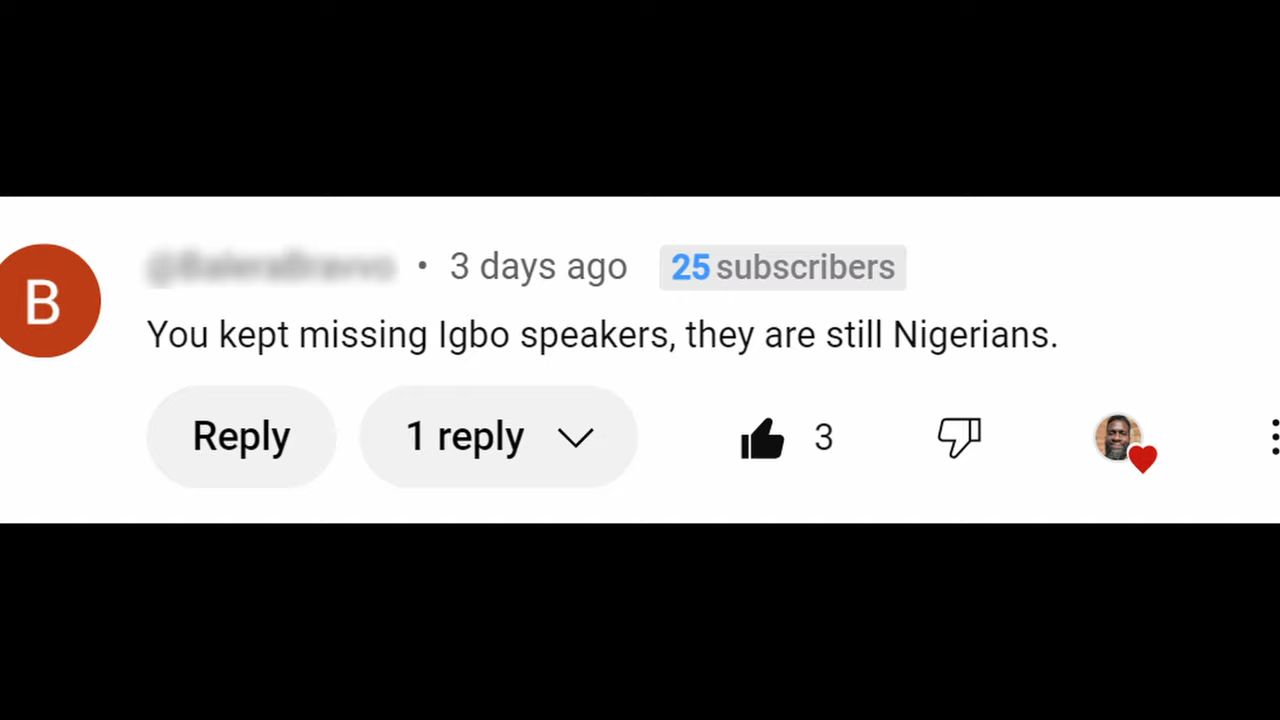 B
• 3 days ago 25 subscribers
You kept missing Igbo speakers, they are still Nigerians.
Reply 1 reply 3